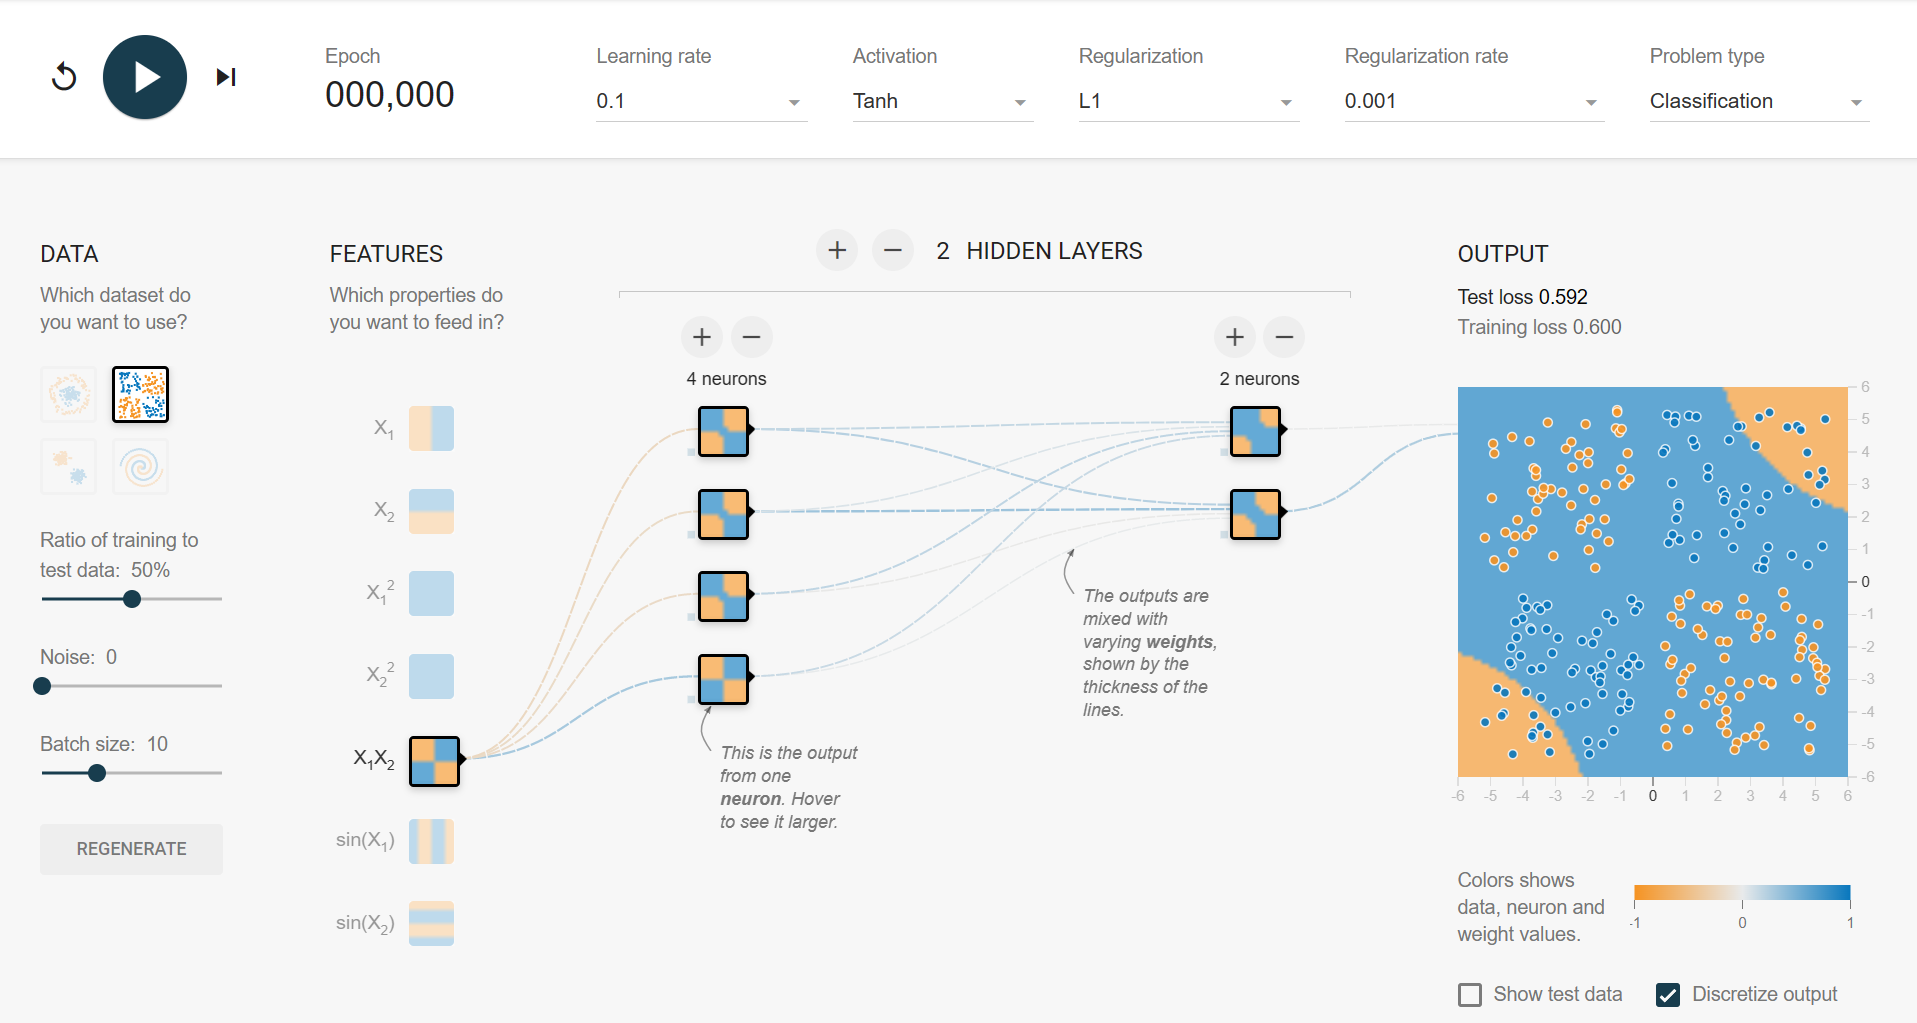 Epoch
000,000
Learning rate
0.1
Activation
Tanh
Regularization
L1
Regularization rate
0.001
Problem type
Classification
DATA
Which dataset do
you want to use?
Ratio of training to
test data: 50%
Noise: 0
Batch size: 10
REGENERATE
FEATURES
Which properties do
you want to feed in?
X1
X2
X1²
X2²
X1X2
sin(X1)
sin(X2)
2 HIDDEN LAYERS
4 neurons
2 neurons
This is the output
from one
neuron. Hover
to see it larger.
The outputs are
mixed with
varying weights,
shown by the
thickness of the
lines.
OUTPUT
Test loss 0.592
Training loss 0.600
6
5
4
3
2
1
0
-1
-2
-3
-4
-5
-6
-6 -5 -4 -3 -2 -1 0 1 2 3 4 5 6
Colors shows
data, neuron and
weight values.
-1 0 1
Show test data
Discretize output